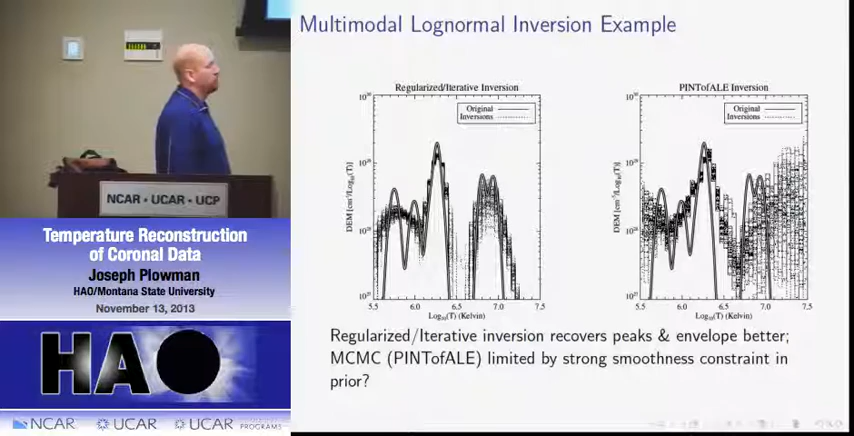 Multimodal Lognormal Inversion Example
Regularized/Iterative Inversion
Original
Inversions
DEM [cm⁻⁵/Log₁₀(T)]
5.5 6.0 6.5 7.0 7.5
Log₁₀(T) (Kelvin)
PINTofALE Inversion
Original
Inversions
DEM [cm⁻⁵/Log₁₀(T)]
5.5 6.0 6.5 7.0 7.5
Log₁₀(T) (Kelvin)
Regularized/Iterative inversion recovers peaks & envelope better;
MCMC (PINTofALE) limited by strong smoothness constraint in
prior?
NCAR • UCAR • UCP
Temperature Reconstruction
of Coronal Data
Joseph Plowman
HAO/Montana State University
November 13, 2013
HAO
NCAR UCAR UCAR
PROGRAMS